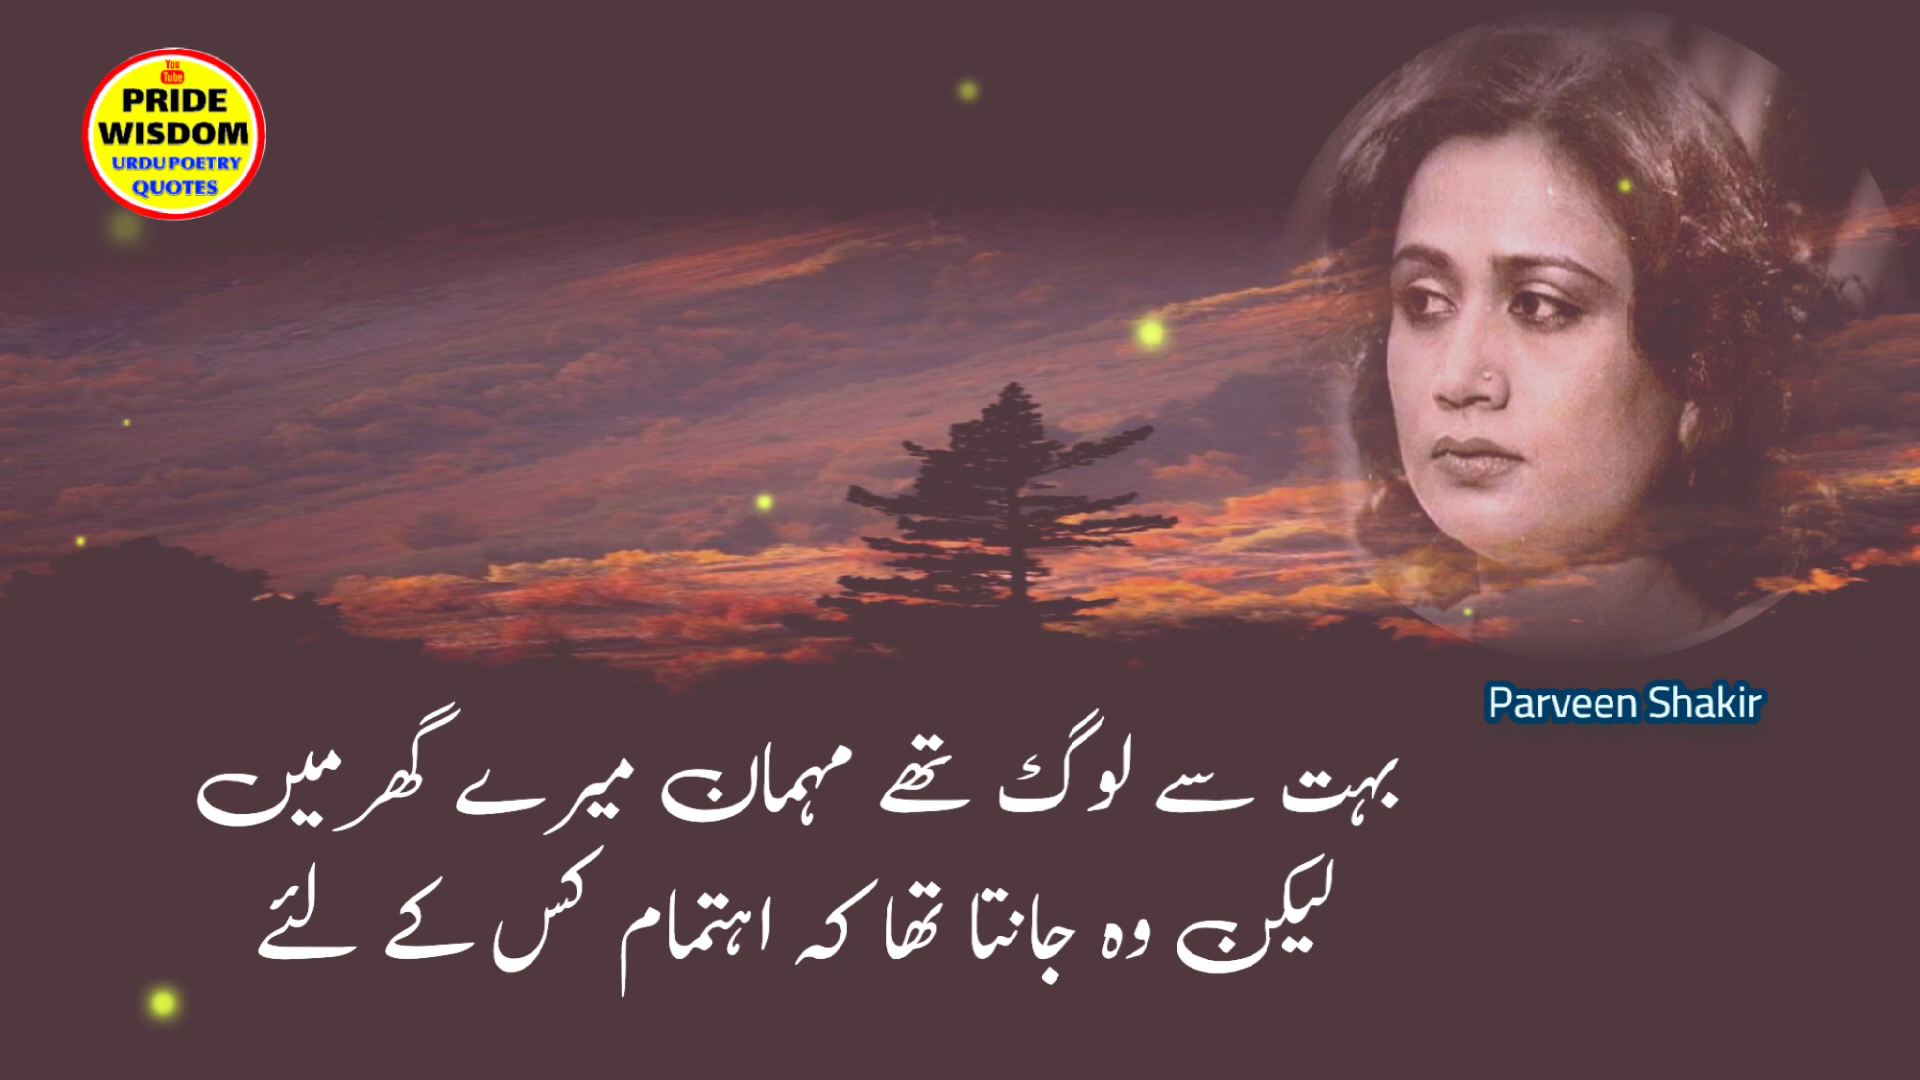 You
Tube
PRIDE
WISDOM
URDU POETRY
QUOTES
Parveen Shakir
بہت سے لوگ تھے مہمان میرے گھر میں
لیکن وہ جانتا تھا کہ اہتمام کس کے لئے